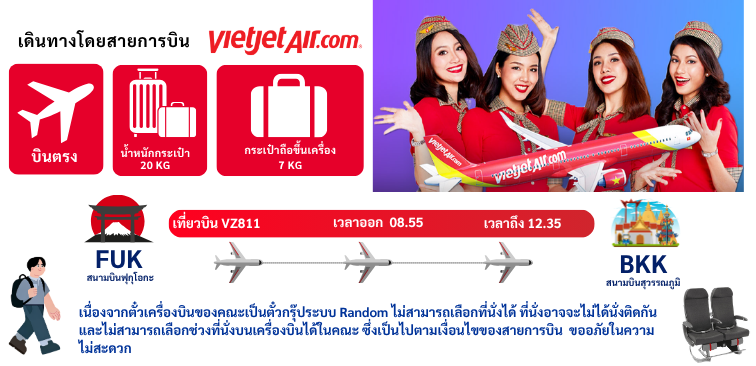 เดินทางโดยสายการบิน vietjetAir.com
บินตรง
น้ำหนักกระเป๋า
20 KG
กระเป๋าถือขึ้นเครื่อง
7 KG
vietjetAir.com
vietjetAir.com
FUK
สนามบินฟุกุโอกะ
เที่ยวบิน VZ811 เวลาออก 08.55 เวลาถึง 12.35
BKK
สนามบินสุวรรณภูมิ
เนื่องจากตั๋วเครื่องบินของคณะเป็นตั๋วกรุ๊ประบบ Random ไม่สามารถเลือกที่นั่งได้ ที่นั่งอาจจะไม่ได้นั่งติดกัน
และไม่สามารถเลือกช่วงที่นั่งบนเครื่องบินได้ในคณะ ซึ่งเป็นไปตามเงื่อนไขของสายการบิน ขออภัยในความ
ไม่สะดวก